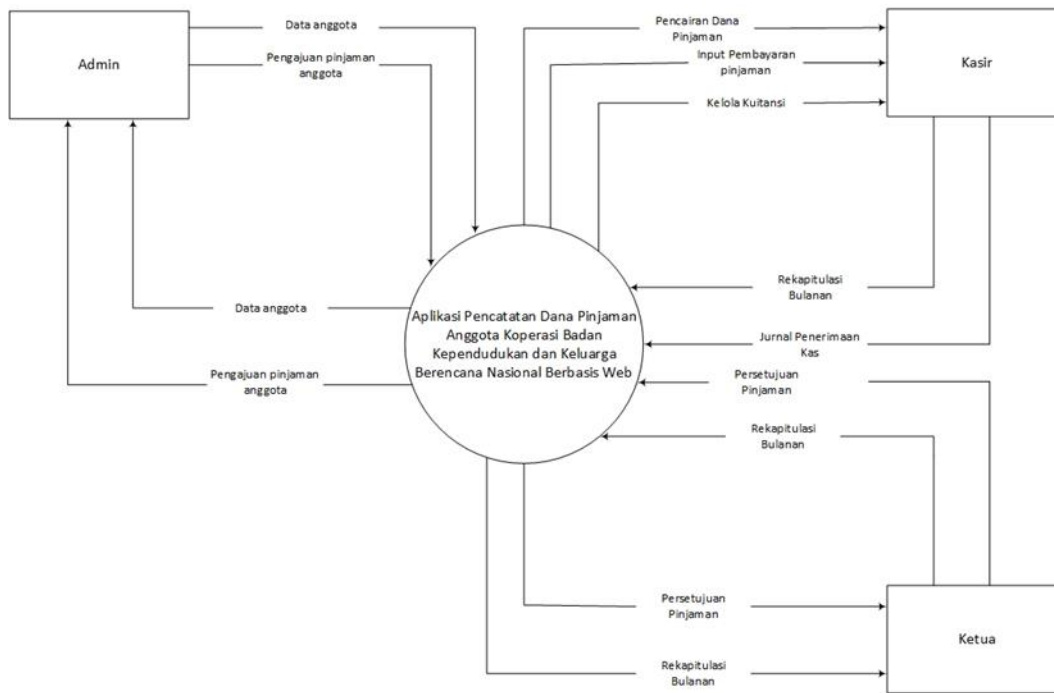 Admin
Data anggota
Pengajuan pinjaman
anggota
Pencairan Dana
Pinjaman
Input Pembayaran
pinjaman
Kelola Kuitansi
Kasir
Data anggota
Pengajuan pinjaman
anggota
Aplikasi Pencatatan Dana Pinjaman
Anggota Koperasi Badan
Kependudukan dan Keluarga
Berencana Nasional Berbasis Web
Rekapitulasi
Bulanan
Jurnal Penerimaan
Kas
Persetujuan
Pinjaman
Rekapitulasi
Bulanan
Persetujuan
Pinjaman
Rekapitulasi
Bulanan
Ketua